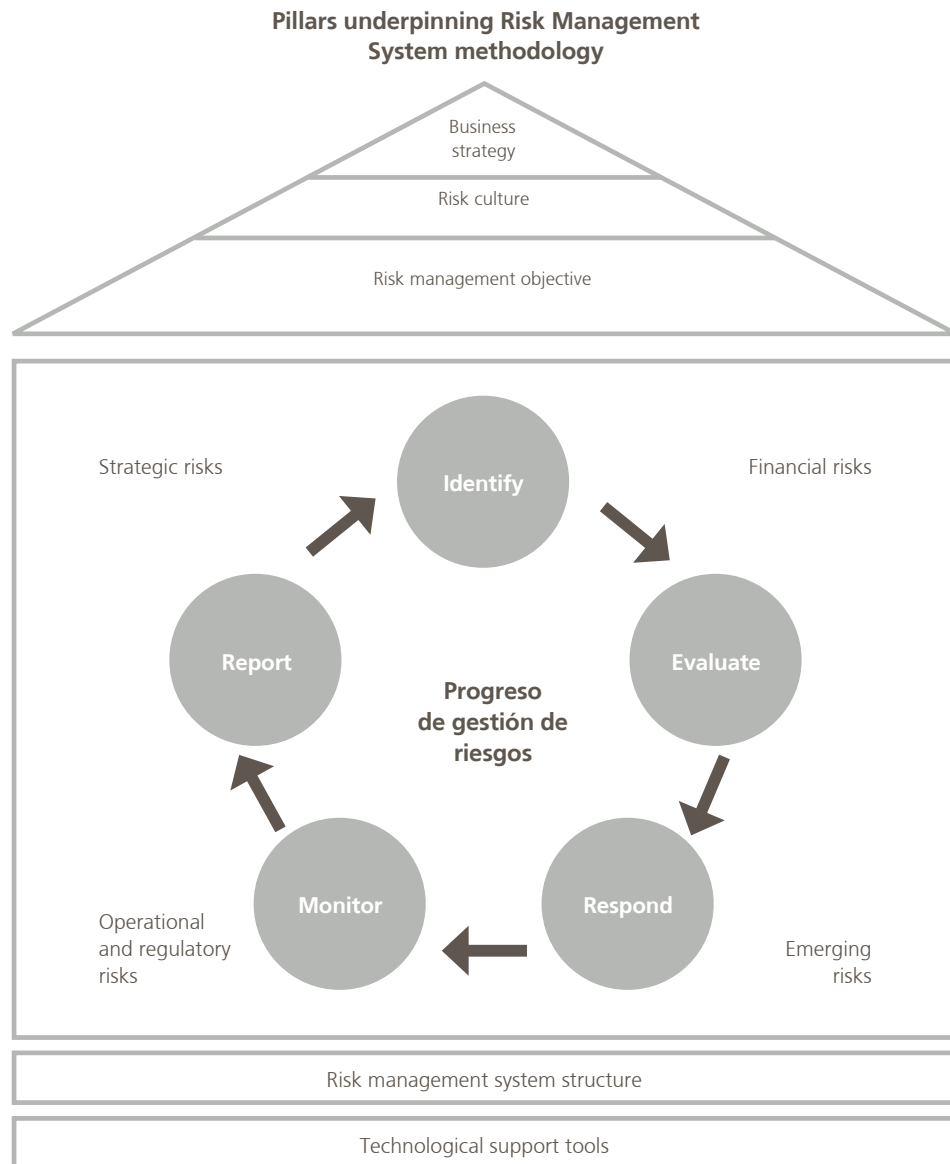 Pillars underpinning Risk Management
System methodology
Business
strategy
Risk culture
Risk management objective
Strategic risks
Identify
Financial risks
Report
Evaluate
Progreso
de gestión de
riesgos
Monitor
Respond
Operational
and regulatory
risks
Emerging
risks
Risk management system structure
Technological support tools